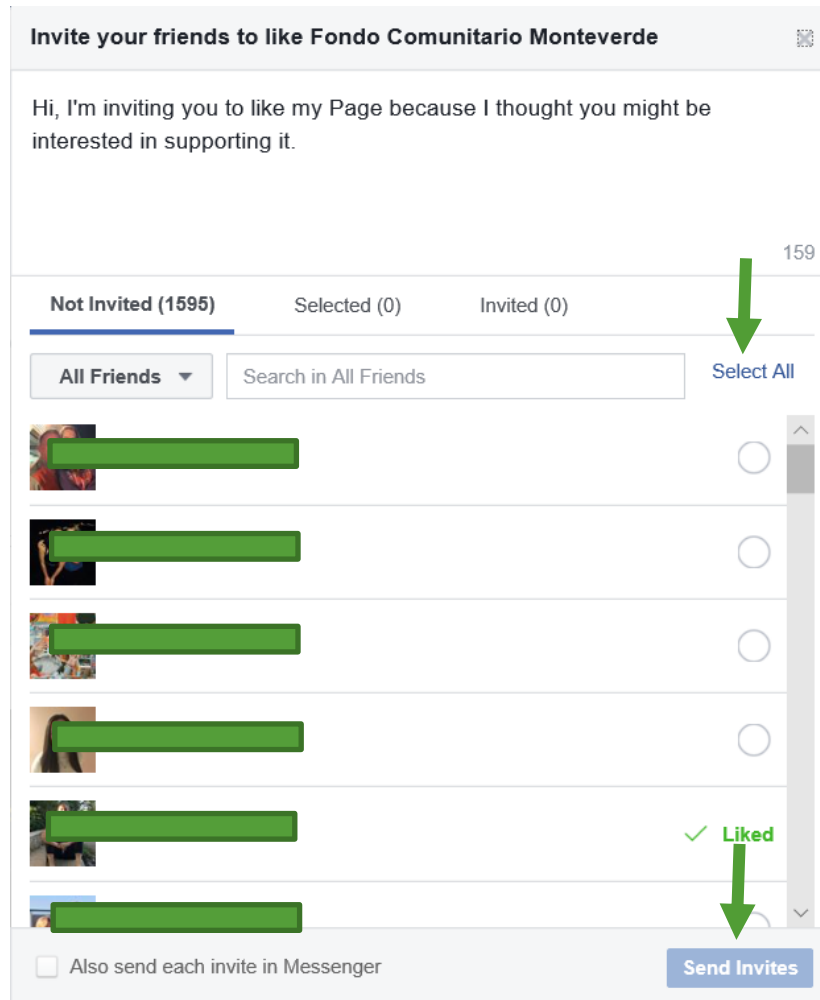 Invite your friends to like Fondo Comunitario Monteverde
Hi, I'm inviting you to like my Page because I thought you might be
interested in supporting it.
159
Not Invited (1595) Selected (0) Invited (0)
All Friends Search in All Friends Select All
Liked
Also send each invite in Messenger Send Invites